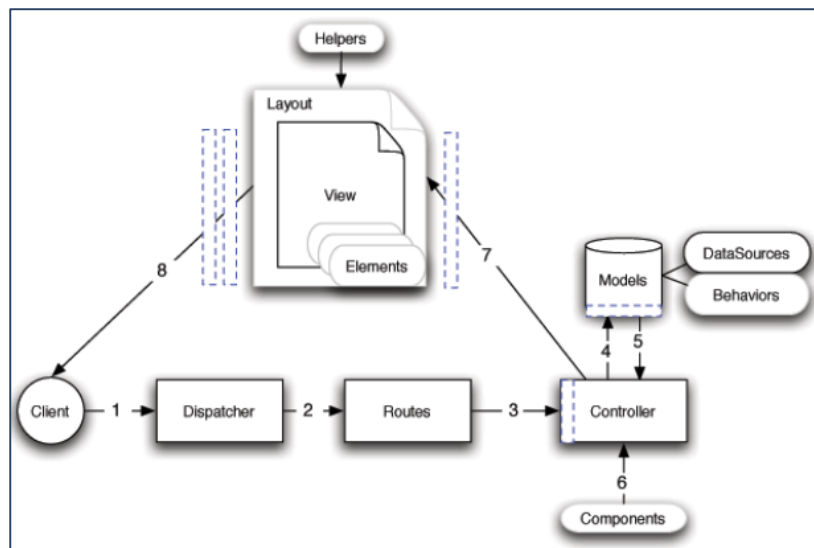 Helpers
Layout
View
Elements
8
7
Models
DataSources
Behaviors
4
5
Client
1
Dispatcher
2
Routes
3
Controller
6
Components